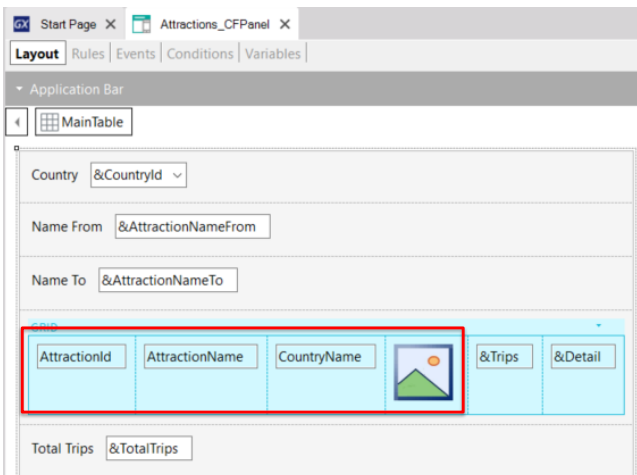 GX Start Page X Attractions_CFPanel X
Layout Rules Events Conditions Variables
Application Bar
MainTable
Country &CountryId
Name From &AttractionNameFrom
Name To &AttractionNameTo
GRID
AttractionId AttractionName CountryName &Trips &Detail
Total Trips &TotalTrips